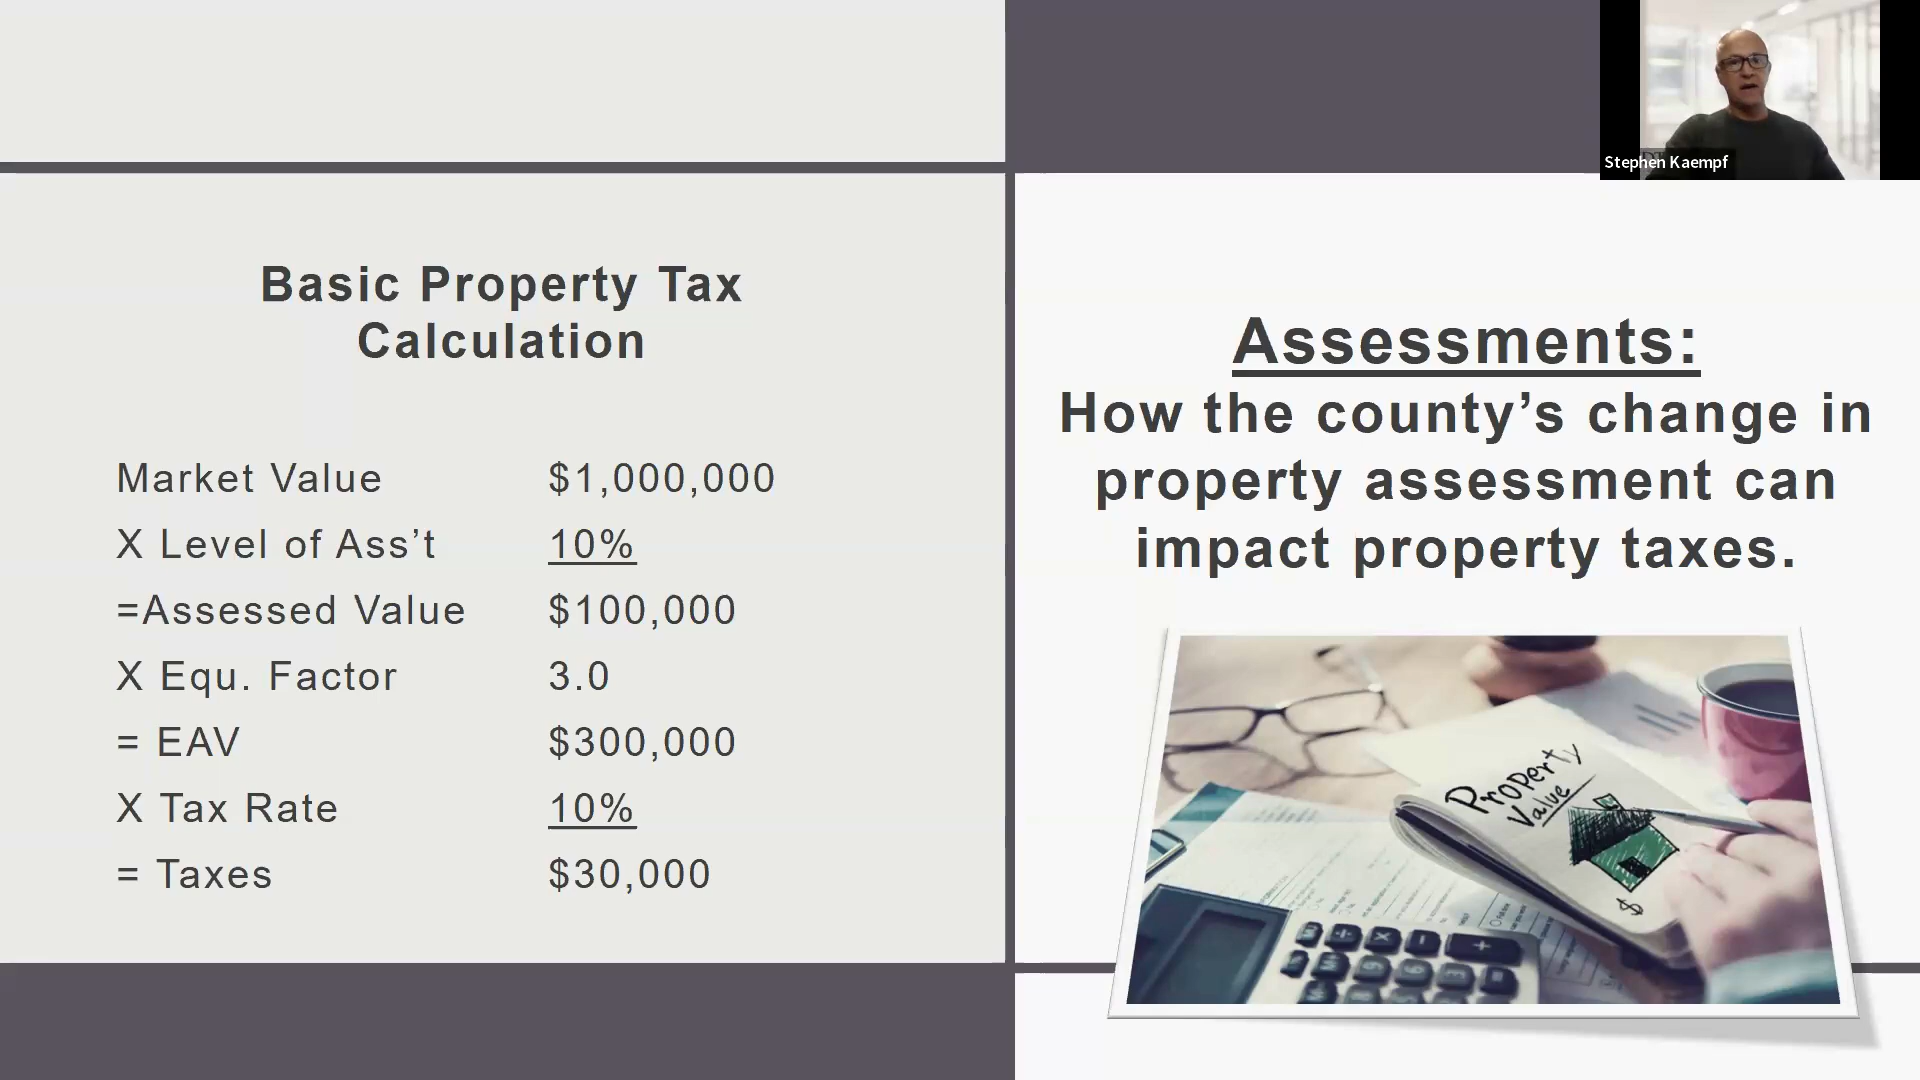 Stephen Kaempf
Basic Property Tax
Calculation
Market Value $1,000,000
X Level of Ass’t 10%
=Assessed Value $100,000
X Equ. Factor 3.0
= EAV $300,000
X Tax Rate 10%
= Taxes $30,000
Assessments:
How the county’s change in
property assessment can
impact property taxes.
Property
Value
$